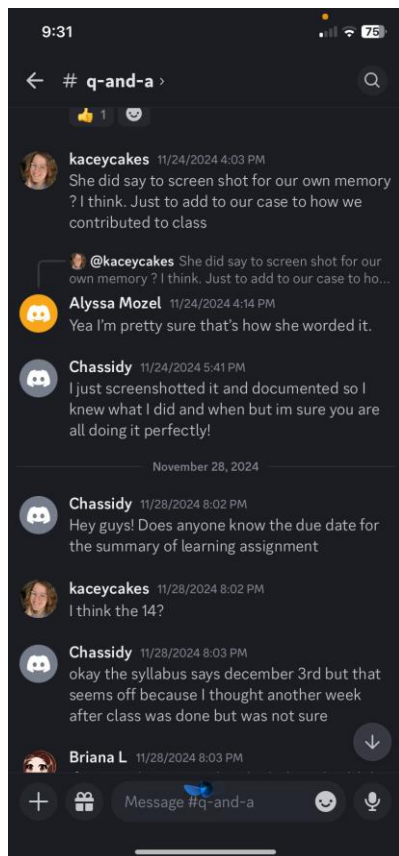 9:31
75
# q-and-a >
👍 1
kaceycakes 11/24/2024 4:03 PM
She did say to screen shot for our own memory
? I think. Just to add to our case to how we
contributed to class
@kaceycakes She did say to screen shot for our
own memory ? I think. Just to add to our case to ho...
Alyssa Mozel 11/24/2024 4:14 PM
Yea I'm pretty sure that's how she worded it.
Chassidy 11/24/2024 5:41 PM
I just screenshotted it and documented so I
knew what I did and when but im sure you are
all doing it perfectly!
November 28, 2024
Chassidy 11/28/2024 8:02 PM
Hey guys! Does anyone know the due date for
the summary of learning assignment
kaceycakes 11/28/2024 8:02 PM
I think the 14?
Chassidy 11/28/2024 8:03 PM
okay the syllabus says december 3rd but that
seems off because I thought another week
after class was done but was not sure
Briana L 11/28/2024 8:03 PM
Message #q-and-a